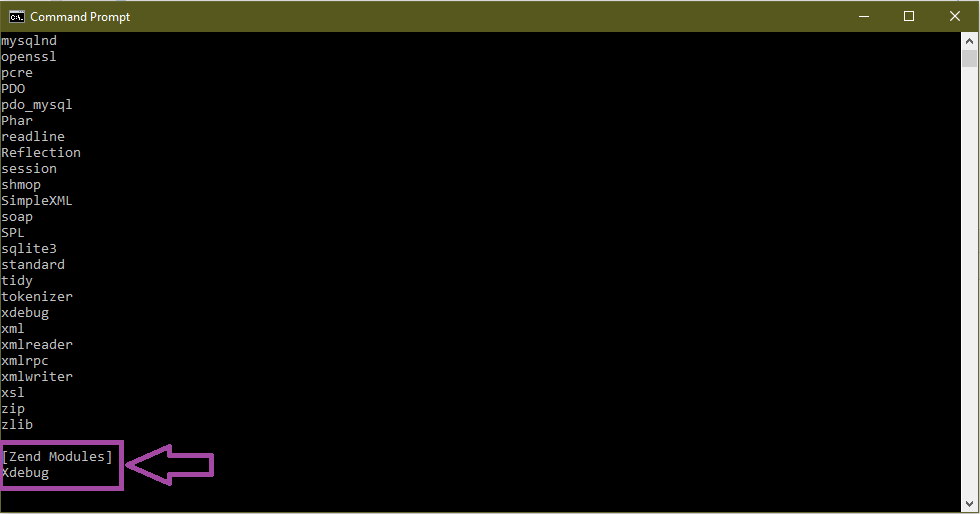 Command Prompt
mysqlnd
openssl
pcre
PDO
pdo_mysql
Phar
readline
Reflection
session
shmop
SimpleXML
soap
SPL
sqlite3
standard
tidy
tokenizer
xdebug
xml
xmlreader
xmlrpc
xmlwriter
xsl
zip
zlib
[Zend Modules]
Xdebug